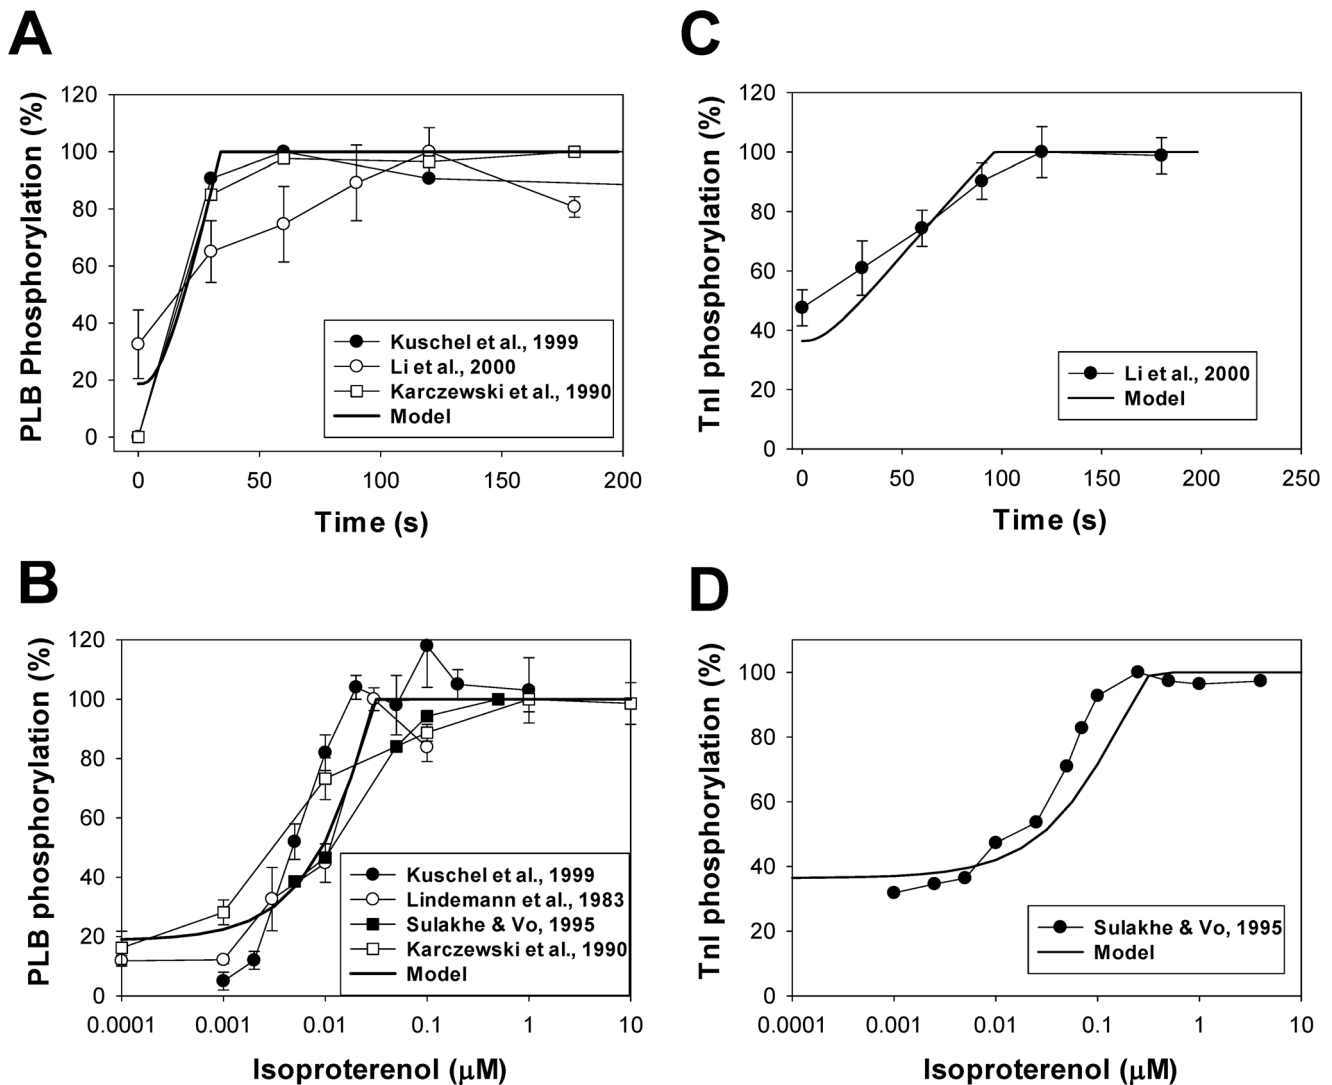 A
PLB Phosphorylation (%)
120
100
80
60
40
20
0
0 50 100 150 200
Time (s)
Kuschel et al., 1999
Li et al., 2000
Karczewski et al., 1990
Model
C
TnI phosphorylation (%)
120
100
80
60
40
20
0
0 50 100 150 200 250
Time (s)
Li et al., 2000
Model
B
PLB phosphorylation (%)
120
100
80
60
40
20
0
0.0001 0.001 0.01 0.1 1 10
Isoproterenol (μM)
Kuschel et al., 1999
Lindemann et al., 1983
Sulakhe & Vo, 1995
Karczewski et al., 1990
Model
D
TnI phosphorylation (%)
100
80
60
40
20
0
0.0001 0.001 0.01 0.1 1 10
Isoproterenol (μM)
Sulakhe & Vo, 1995
Model